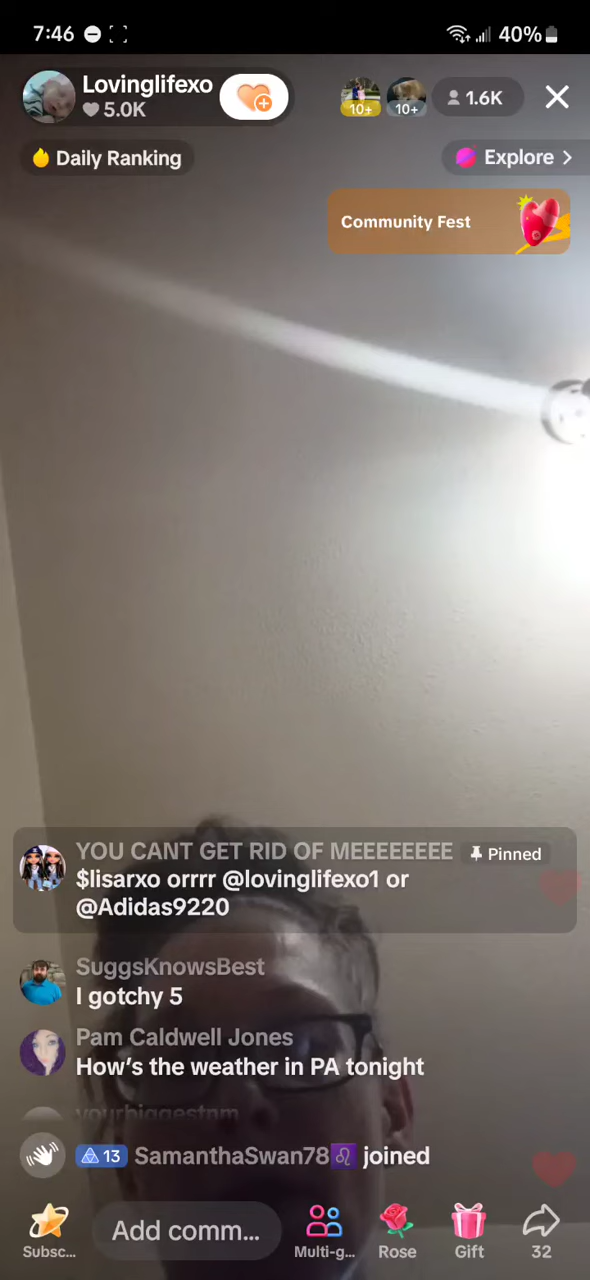 7:46
40%
Lovinglifexo
5.0K
10+
10+
1.6K
Daily Ranking
Explore
Community Fest
YOU CANT GET RID OF MEEEEEEE
Pinned
$lisarxo orrrr @lovinglifexo1 or
@Adidas9220
SuggsKnowsBest
I gotchy 5
Pam Caldwell Jones
How's the weather in PA tonight
yourbiggestnm
13 SamanthaSwan78♌ joined
Subsc...
Add comm...
Multi-g...
Rose
Gift
32